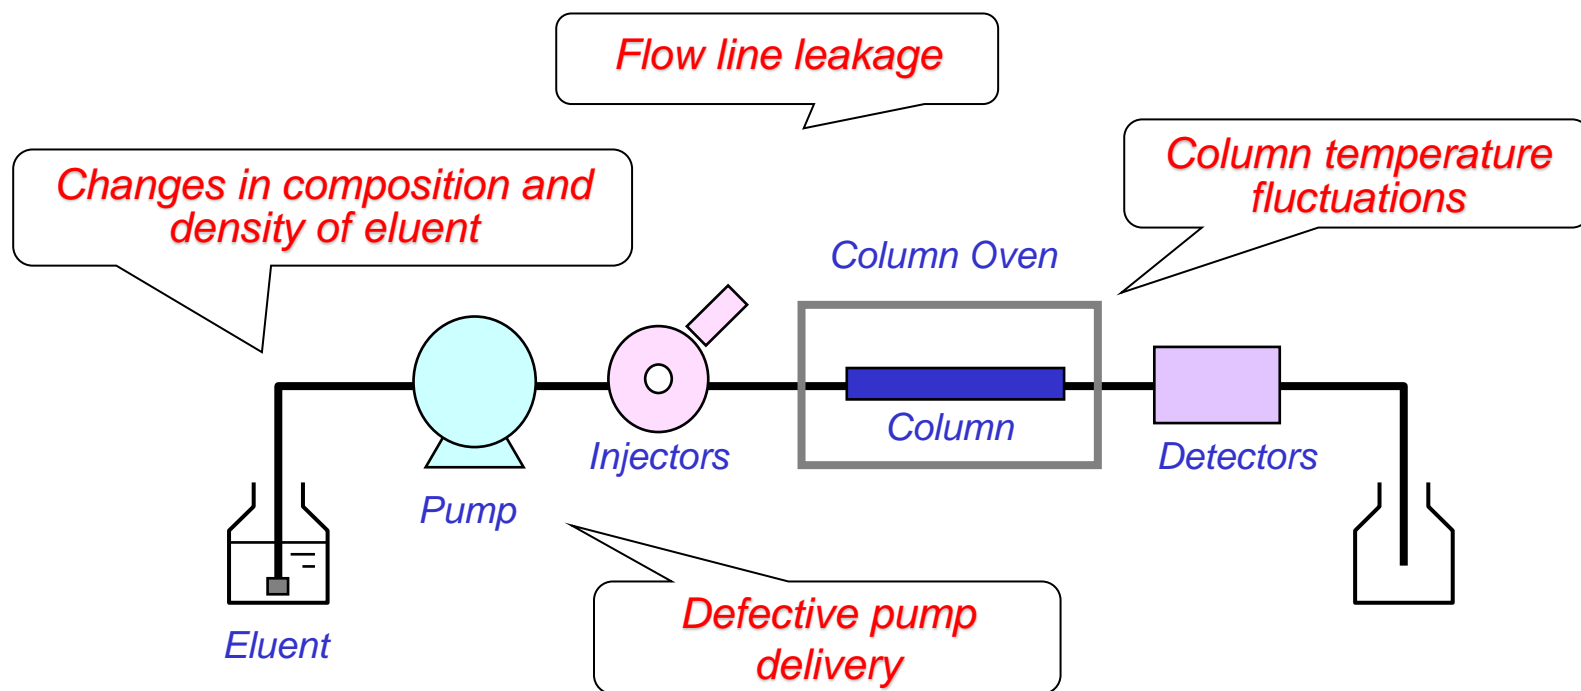 Flow line leakage
Changes in composition and
density of eluent
Column temperature
fluctuations
Column Oven
Column
Injectors
Detectors
Pump
Eluent
Defective pump
delivery